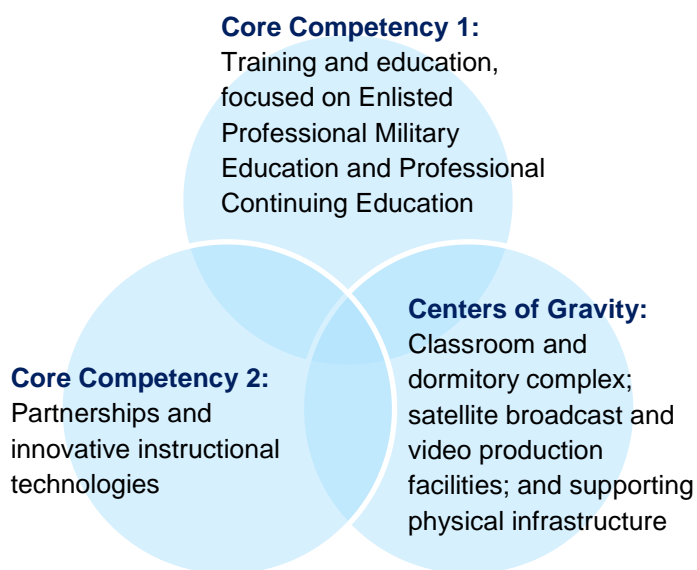 Core Competency 1:
Training and education,
focused on Enlisted
Professional Military
Education and Professional
Continuing Education
Core Competency 2:
Partnerships and
innovative instructional
technologies
Centers of Gravity:
Classroom and
dormitory complex;
satellite broadcast and
video production
facilities; and supporting
physical infrastructure